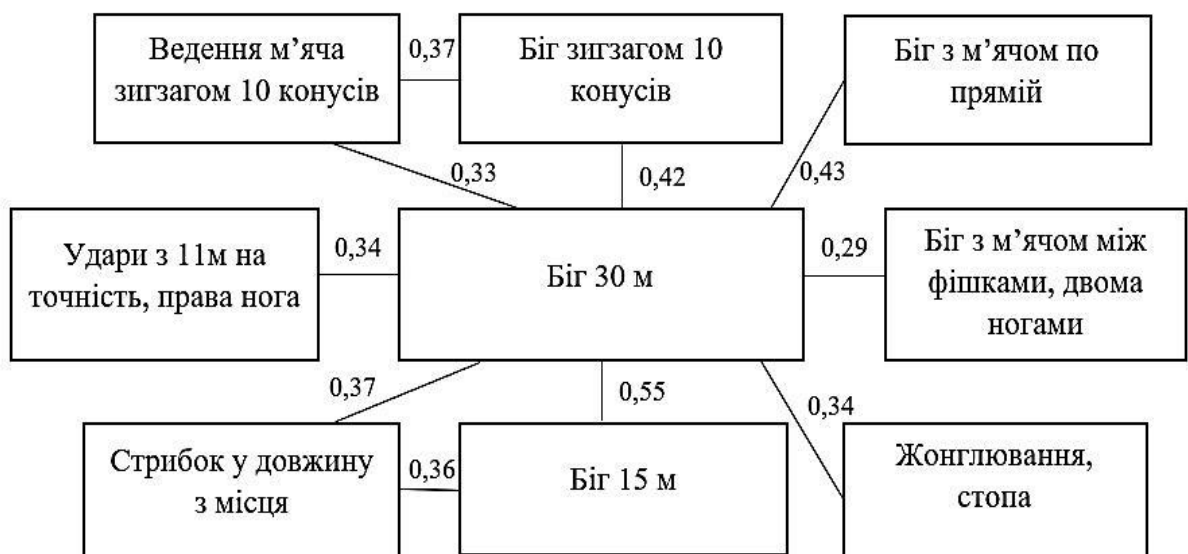 Ведення м’яча
зигзагом 10 конусів
0,37
Біг зигзагом 10
конусів
Біг з м’ячом по
прямій
0,33
0,42
0,43
Удари з 11м на
точність, права нога
0,34
Біг 30 м
0,29
Біг з м’ячом між
фішками, двома
ногами
0,37
0,55
0,34
Стрибок у довжину
з місця
0,36
Біг 15 м
Жонглювання,
стопа